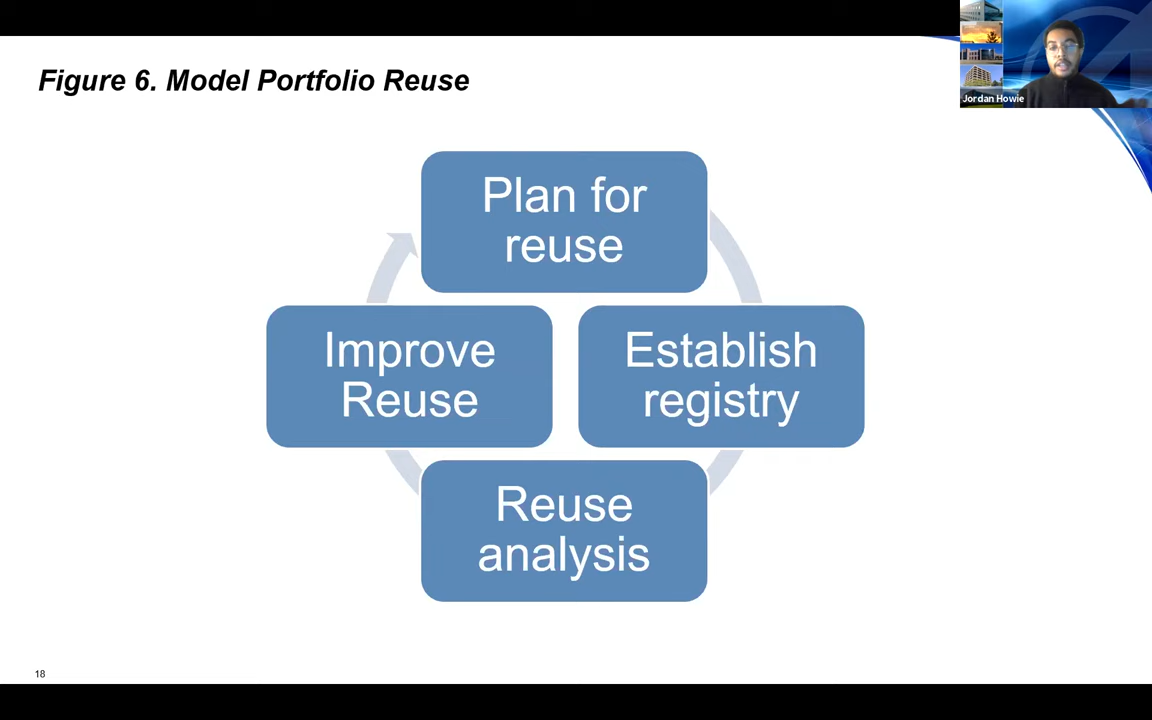 Figure 6. Model Portfolio Reuse
Jordan Howie
Plan for
reuse
Improve
Reuse
Establish
registry
Reuse
analysis
18